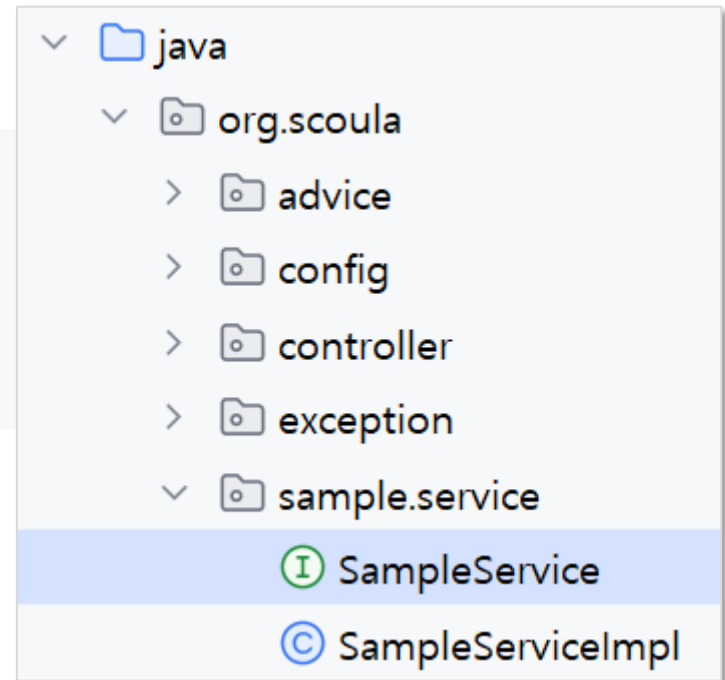 java
org.scoula
advice
config
controller
exception
sample.service
I SampleService
C SampleServiceImpl